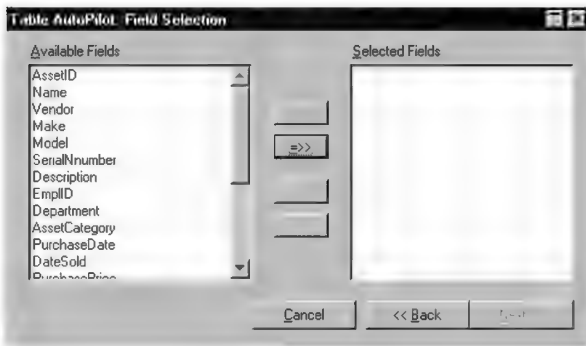 Table AutoPilot: Field Selection
Available Fields
Selected Fields
AssetID
Name
Vendor
Make
Model
SerialNnumber
Description
EmplID
Department
AssetCategory
PurchaseDate
DateSold
PurchasePrice
=>>
Cancel
<< Back